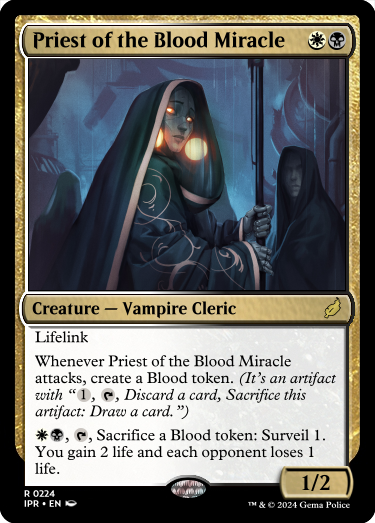 Priest of the Blood Miracle
Creature — Vampire Cleric
Lifelink
Whenever Priest of the Blood Miracle
attacks, create a Blood token. (It's an artifact
with “1, T, Discard a card, Sacrifice this
artifact: Draw a card.”)
WB, T, Sacrifice a Blood token: Surveil 1.
You gain 2 life and each opponent loses 1
life.
1/2
R 0224
IPR • EN
™ & © 2024 Gema Police